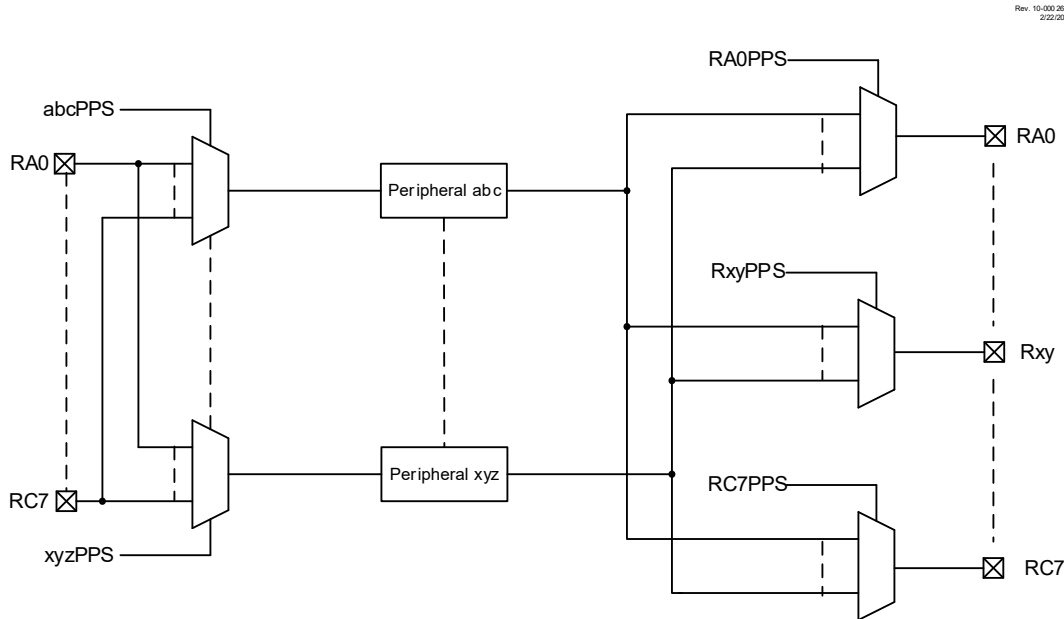 Rev. 10-000 26
2/22/20
RA0PPS
abcPPS
RA0
RA0
Peripheral abc
RxyPPS
Rxy
RC7
Peripheral xyz
RC7PPS
xyzPPS
RC7